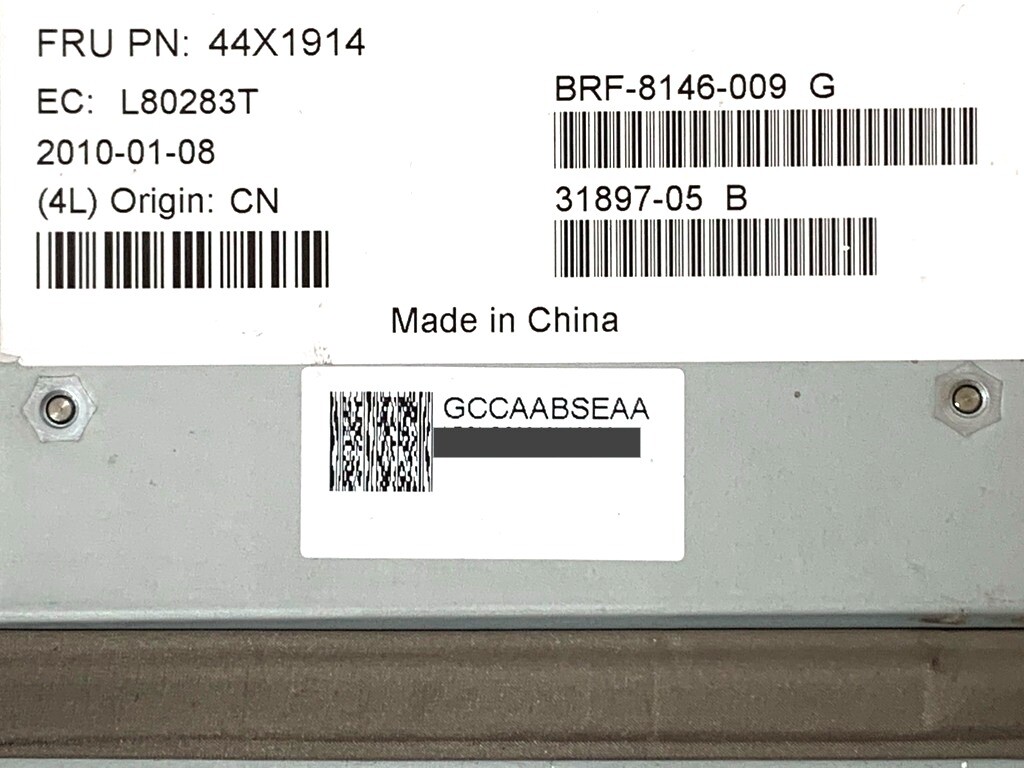 FRU PN: 44X1914
EC: L80283T
2010-01-08
(4L) Origin: CN
BRF-8146-009 G
31897-05 B
Made in China
GCCAABSEAA